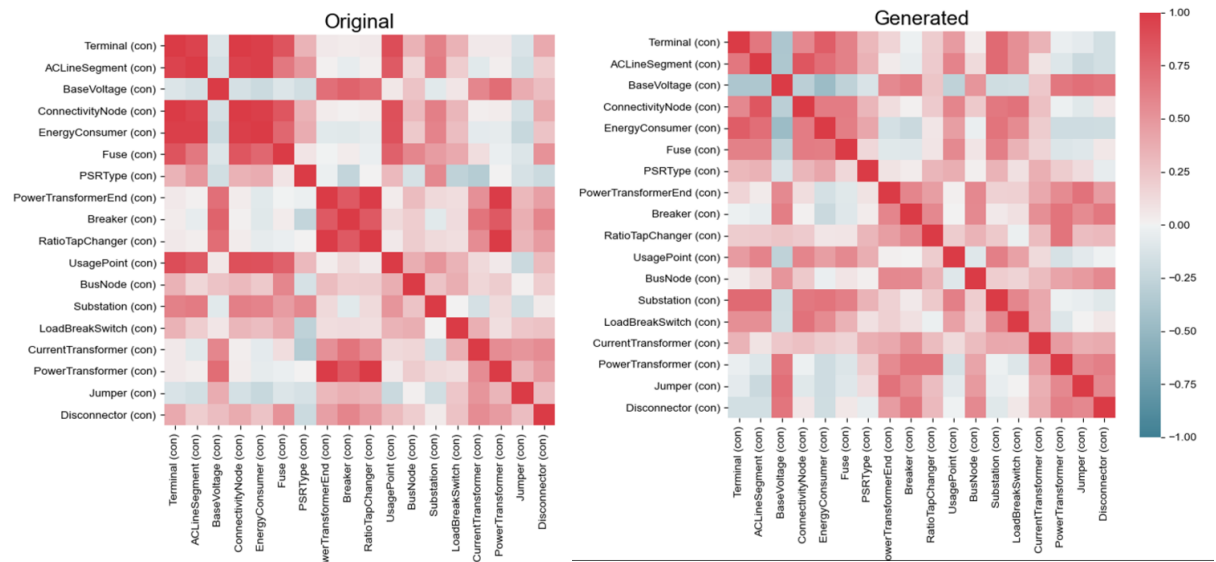 Original
Terminal (con)
ACLineSegment (con)
BaseVoltage (con)
ConnectivityNode (con)
EnergyConsumer (con)
Fuse (con)
PSRType (con)
PowerTransformerEnd (con)
Breaker (con)
RatioTapChanger (con)
UsagePoint (con)
BusNode (con)
Substation (con)
LoadBreakSwitch (con)
CurrentTransformer (con)
PowerTransformer (con)
Jumper (con)
Disconnector (con)
Terminal (con)
ACLineSegment (con)
BaseVoltage (con)
ConnectivityNode (con)
EnergyConsumer (con)
Fuse (con)
PSRType (con)
werTransformerEnd (con)
Breaker (con)
RatioTapChanger (con)
UsagePoint (con)
BusNode (con)
Substation (con)
LoadBreakSwitch (con)
CurrentTransformer (con)
PowerTransformer (con)
Jumper (con)
Disconnector (con)
Generated
Terminal (con)
ACLineSegment (con)
BaseVoltage (con)
ConnectivityNode (con)
EnergyConsumer (con)
Fuse (con)
PSRType (con)
PowerTransformerEnd (con)
Breaker (con)
RatioTapChanger (con)
UsagePoint (con)
BusNode (con)
Substation (con)
LoadBreakSwitch (con)
CurrentTransformer (con)
PowerTransformer (con)
Jumper (con)
Disconnector (con)
Terminal (con)
ACLineSegment (con)
BaseVoltage (con)
ConnectivityNode (con)
EnergyConsumer (con)
Fuse (con)
PSRType (con)
owerTransformerEnd (con)
Breaker (con)
RatioTapChanger (con)
UsagePoint (con)
BusNode (con)
Substation (con)
LoadBreakSwitch (con)
CurrentTransformer (con)
PowerTransformer (con)
Jumper (con)
Disconnector (con)
1.00
0.75
0.50
0.25
0.00
−0.25
−0.50
−0.75
−1.00